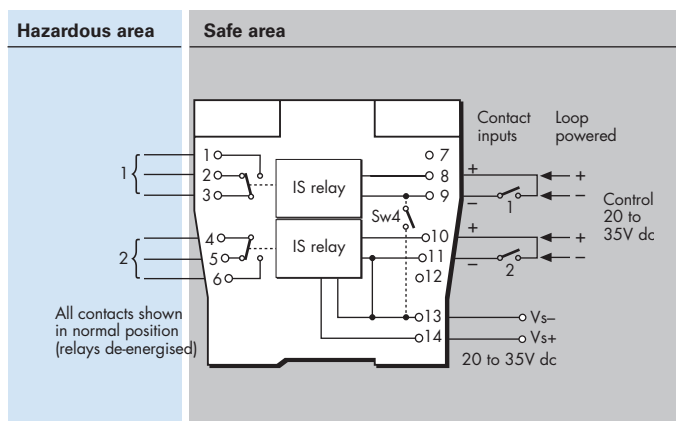 Hazardous area
Safe area
Contact inputs
Loop powered
1
1
2
3
IS relay
7
8
9
+
–
1
+
–
Control 20 to 35V dc
Sw4
2
4
5
6
IS relay
10
11
12
+
–
2
+
–
All contacts shown
in normal position
(relays de-energised)
13
Vs–
14
Vs+
20 to 35V dc